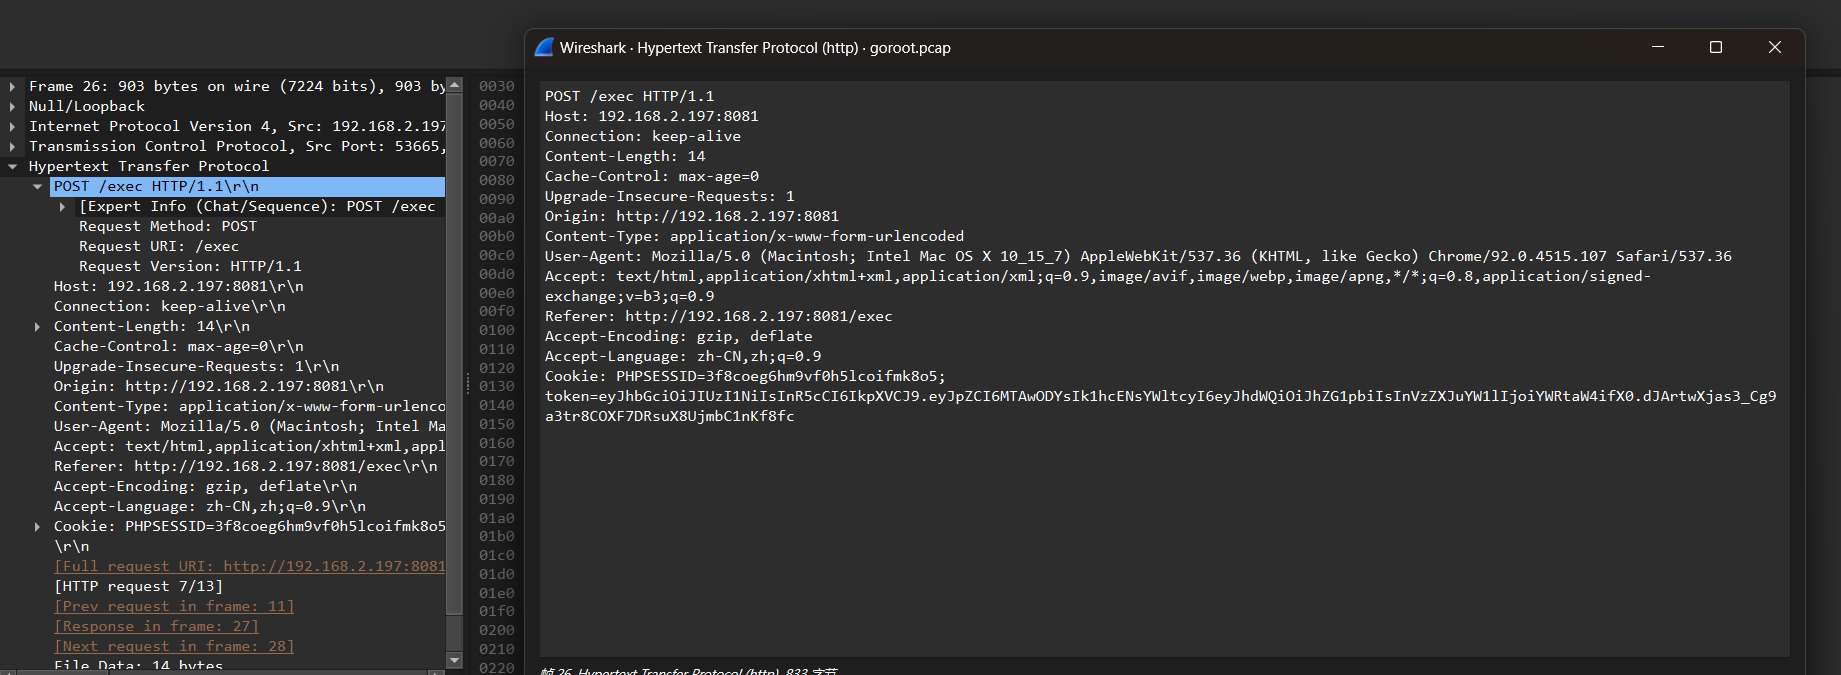 Frame 26: 903 bytes on wire (7224 bits), 903 by
Null/Loopback
Internet Protocol Version 4, Src: 192.168.2.197
Transmission Control Protocol, Src Port: 53665,
Hypertext Transfer Protocol
POST /exec HTTP/1.1\r\n
[Expert Info (Chat/Sequence): POST /exec
Request Method: POST
Request URI: /exec
Request Version: HTTP/1.1
Host: 192.168.2.197:8081\r\n
Connection: keep-alive\r\n
Content-Length: 14\r\n
Cache-Control: max-age=0\r\n
Upgrade-Insecure-Requests: 1\r\n
Origin: http://192.168.2.197:8081\r\n
Content-Type: application/x-www-form-urlenco
User-Agent: Mozilla/5.0 (Macintosh; Intel Ma
Accept: text/html,application/xhtml+xml,appl
Referer: http://192.168.2.197:8081/exec\r\n
Accept-Encoding: gzip, deflate\r\n
Accept-Language: zh-CN,zh;q=0.9\r\n
Cookie: PHPSESSID=3f8coeg6hm9vf0h5lcoifmk8o5
\r\n
[Full request URI: http://192.168.2.197:8081
[HTTP request 7/13]
[Prev request in frame: 11]
[Response in frame: 27]
[Next request in frame: 28]
File Data: 14 bytes
0030
0040
0050
0060
0070
0080
0090
00a0
00b0
00c0
00d0
00e0
00f0
0100
0110
0120
0130
0140
0150
0160
0170
0180
0190
01a0
01b0
01c0
01d0
01e0
01f0
0200
0210
0220
Wireshark · Hypertext Transfer Protocol (http) · goroot.pcap
POST /exec HTTP/1.1
Host: 192.168.2.197:8081
Connection: keep-alive
Content-Length: 14
Cache-Control: max-age=0
Upgrade-Insecure-Requests: 1
Origin: http://192.168.2.197:8081
Content-Type: application/x-www-form-urlencoded
User-Agent: Mozilla/5.0 (Macintosh; Intel Mac OS X 10_15_7) AppleWebKit/537.36 (KHTML, like Gecko) Chrome/92.0.4515.107 Safari/537.36
Accept: text/html,application/xhtml+xml,application/xml;q=0.9,image/avif,image/webp,image/apng,*/*;q=0.8,application/signed-
exchange;v=b3;q=0.9
Referer: http://192.168.2.197:8081/exec
Accept-Encoding: gzip, deflate
Accept-Language: zh-CN,zh;q=0.9
Cookie: PHPSESSID=3f8coeg6hm9vf0h5lcoifmk8o5;
token=eyJhbGciOiJIUzI1NiIsInR5cCI6IkpXVCJ9.eyJpZCI6MTAwODYsIk1hcENsYWltcyI6eyJhdWQiOiJhZG1pbiIsInVzZXJuYW1lIjoiYWRtaW4ifX0.dJArtwXjas3_Cg9
a3tr8COXF7DRsuX8UjmbC1nKf8fc
帧 26, Hypertext Transfer Protocol (http), 833 字节